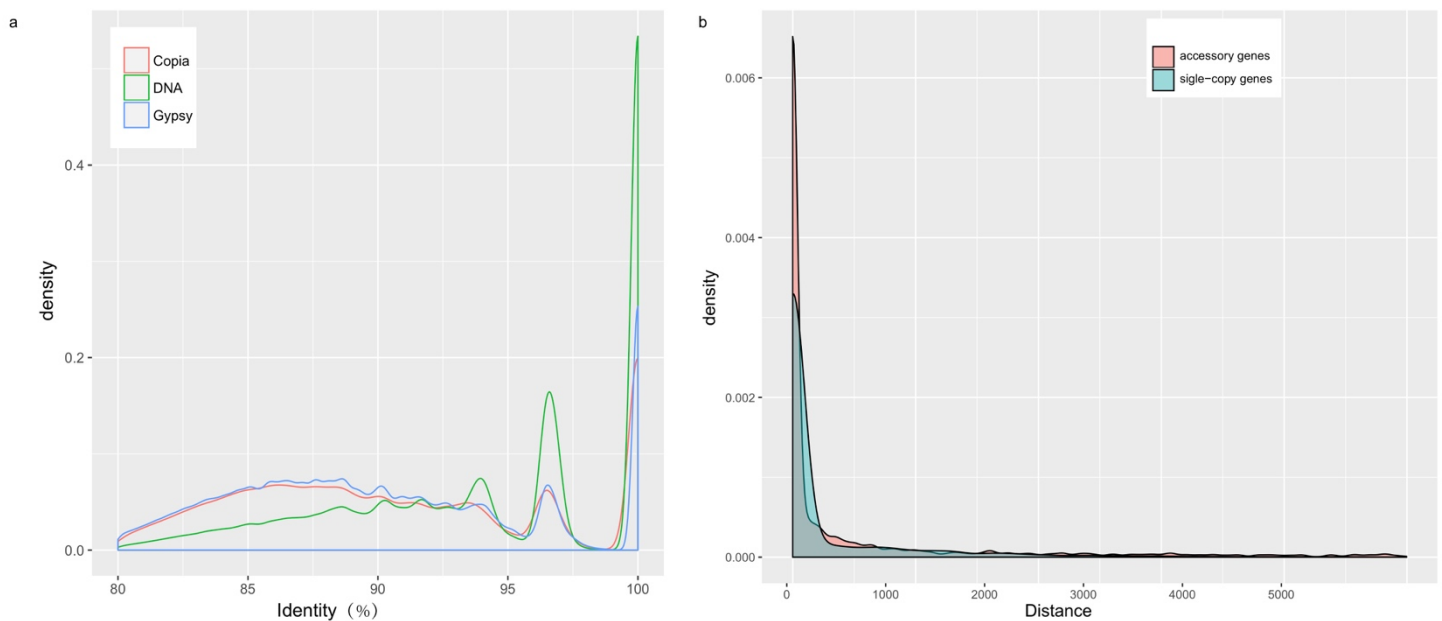 a
Copia
DNA
Gypsy
0.4
0.2
0.0
density
80
85
90
95
100
Identity（%）
b
accessory genes
sigle−copy genes
0.006
0.004
0.002
0.000
density
0
1000
2000
3000
4000
5000
Distance